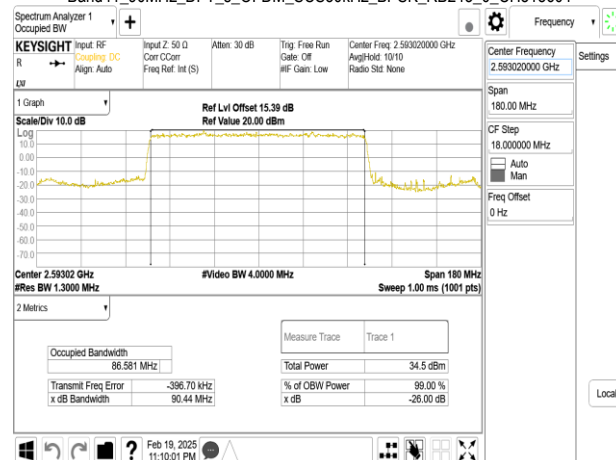 Spectrum Analyzer 1
Occupied BW
Frequency
KEYSIGHT
Input: RF
Coupling: DC
Align: Auto
Input Z: 50 Ω
Corr CCorr
Freq Ref: Int (S)
Atten: 30 dB
Trig: Free Run
Gate: Off
#IF Gain: Low
Center Freq: 2.593020000 GHz
Avg|Hold: 10/10
Radio Std: None
R
LXI
Center Frequency
2.593020000 GHz
Settings
Span
180.00 MHz
CF Step
18.000000 MHz
Auto
Man
Freq Offset
0 Hz
1 Graph
Scale/Div 10.0 dB
Ref Lvl Offset 15.39 dB
Ref Value 20.00 dBm
Log
10.0
0.00
-10.0
-20.0
-30.0
-40.0
-50.0
-60.0
-70.0
Center 2.59302 GHz
#Res BW 1.3000 MHz
#Video BW 4.0000 MHz
Span 180 MHz
Sweep 1.00 ms (1001 pts)
2 Metrics
Measure Trace
Trace 1
Occupied Bandwidth
86.581 MHz
Total Power
34.5 dBm
Transmit Freq Error
-396.70 kHz
% of OBW Power
99.00 %
x dB Bandwidth
90.44 MHz
x dB
-26.00 dB
Local
Feb 19, 2025
11:10:01 PM